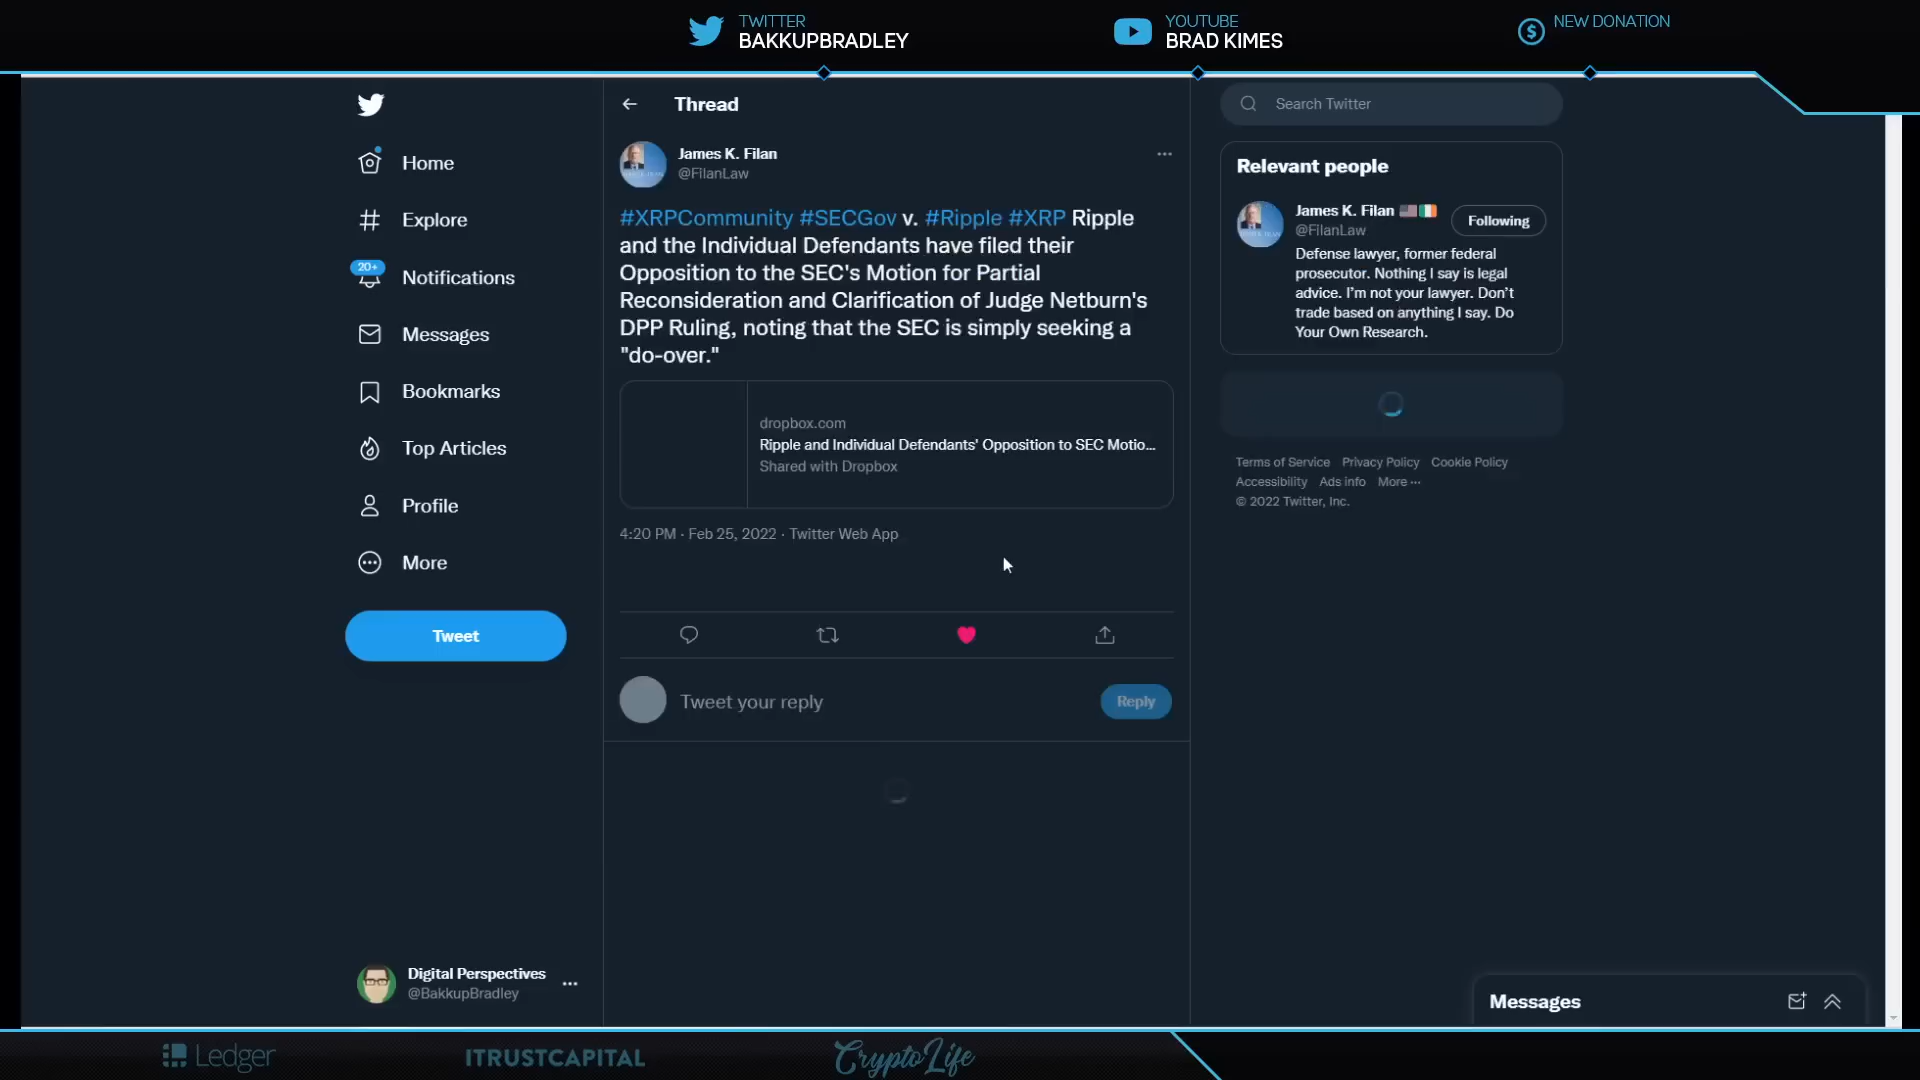 TWITTER
BAKKUPBRADLEY
YOUTUBE
BRAD KIMES
NEW DONATION
Home
Explore
20+
Notifications
Messages
Bookmarks
Top Articles
Profile
More
Tweet
Digital Perspectives
@BakkupBradley
Thread
James K. Filan
@FilanLaw
#XRPCommunity #SECGov v. #Ripple #XRP Ripple
and the Individual Defendants have filed their
Opposition to the SEC's Motion for Partial
Reconsideration and Clarification of Judge Netburn's
DPP Ruling, noting that the SEC is simply seeking a
"do-over."
dropbox.com
Ripple and Individual Defendants' Opposition to SEC Motio...
Shared with Dropbox
4:20 PM · Feb 25, 2022 · Twitter Web App
Tweet your reply
Reply
Search Twitter
Relevant people
James K. Filan
@FilanLaw
Following
Defense lawyer, former federal
prosecutor. Nothing I say is legal
advice. I'm not your lawyer. Don't
trade based on anything I say. Do
Your Own Research.
Terms of Service Privacy Policy Cookie Policy
Accessibility Ads info More ···
© 2022 Twitter, Inc.
Messages
Ledger
ITRUSTCAPITAL
CryptoLife